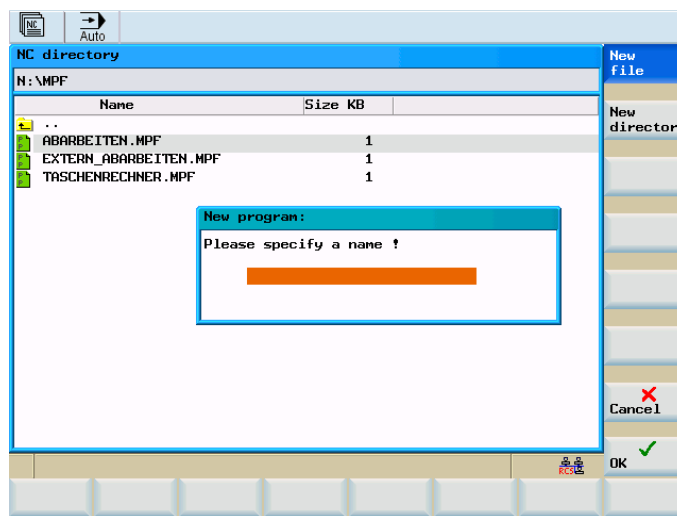 NC
Auto
NC directory
N:\MPF
Name Size KB
..
ABARBEITEN.MPF 1
EXTERN_ABARBEITEN.MPF 1
TASCHENRECHNER.MPF 1
New program:
Please specify a name !
New
file
New
director
Cancel
OK
RCS